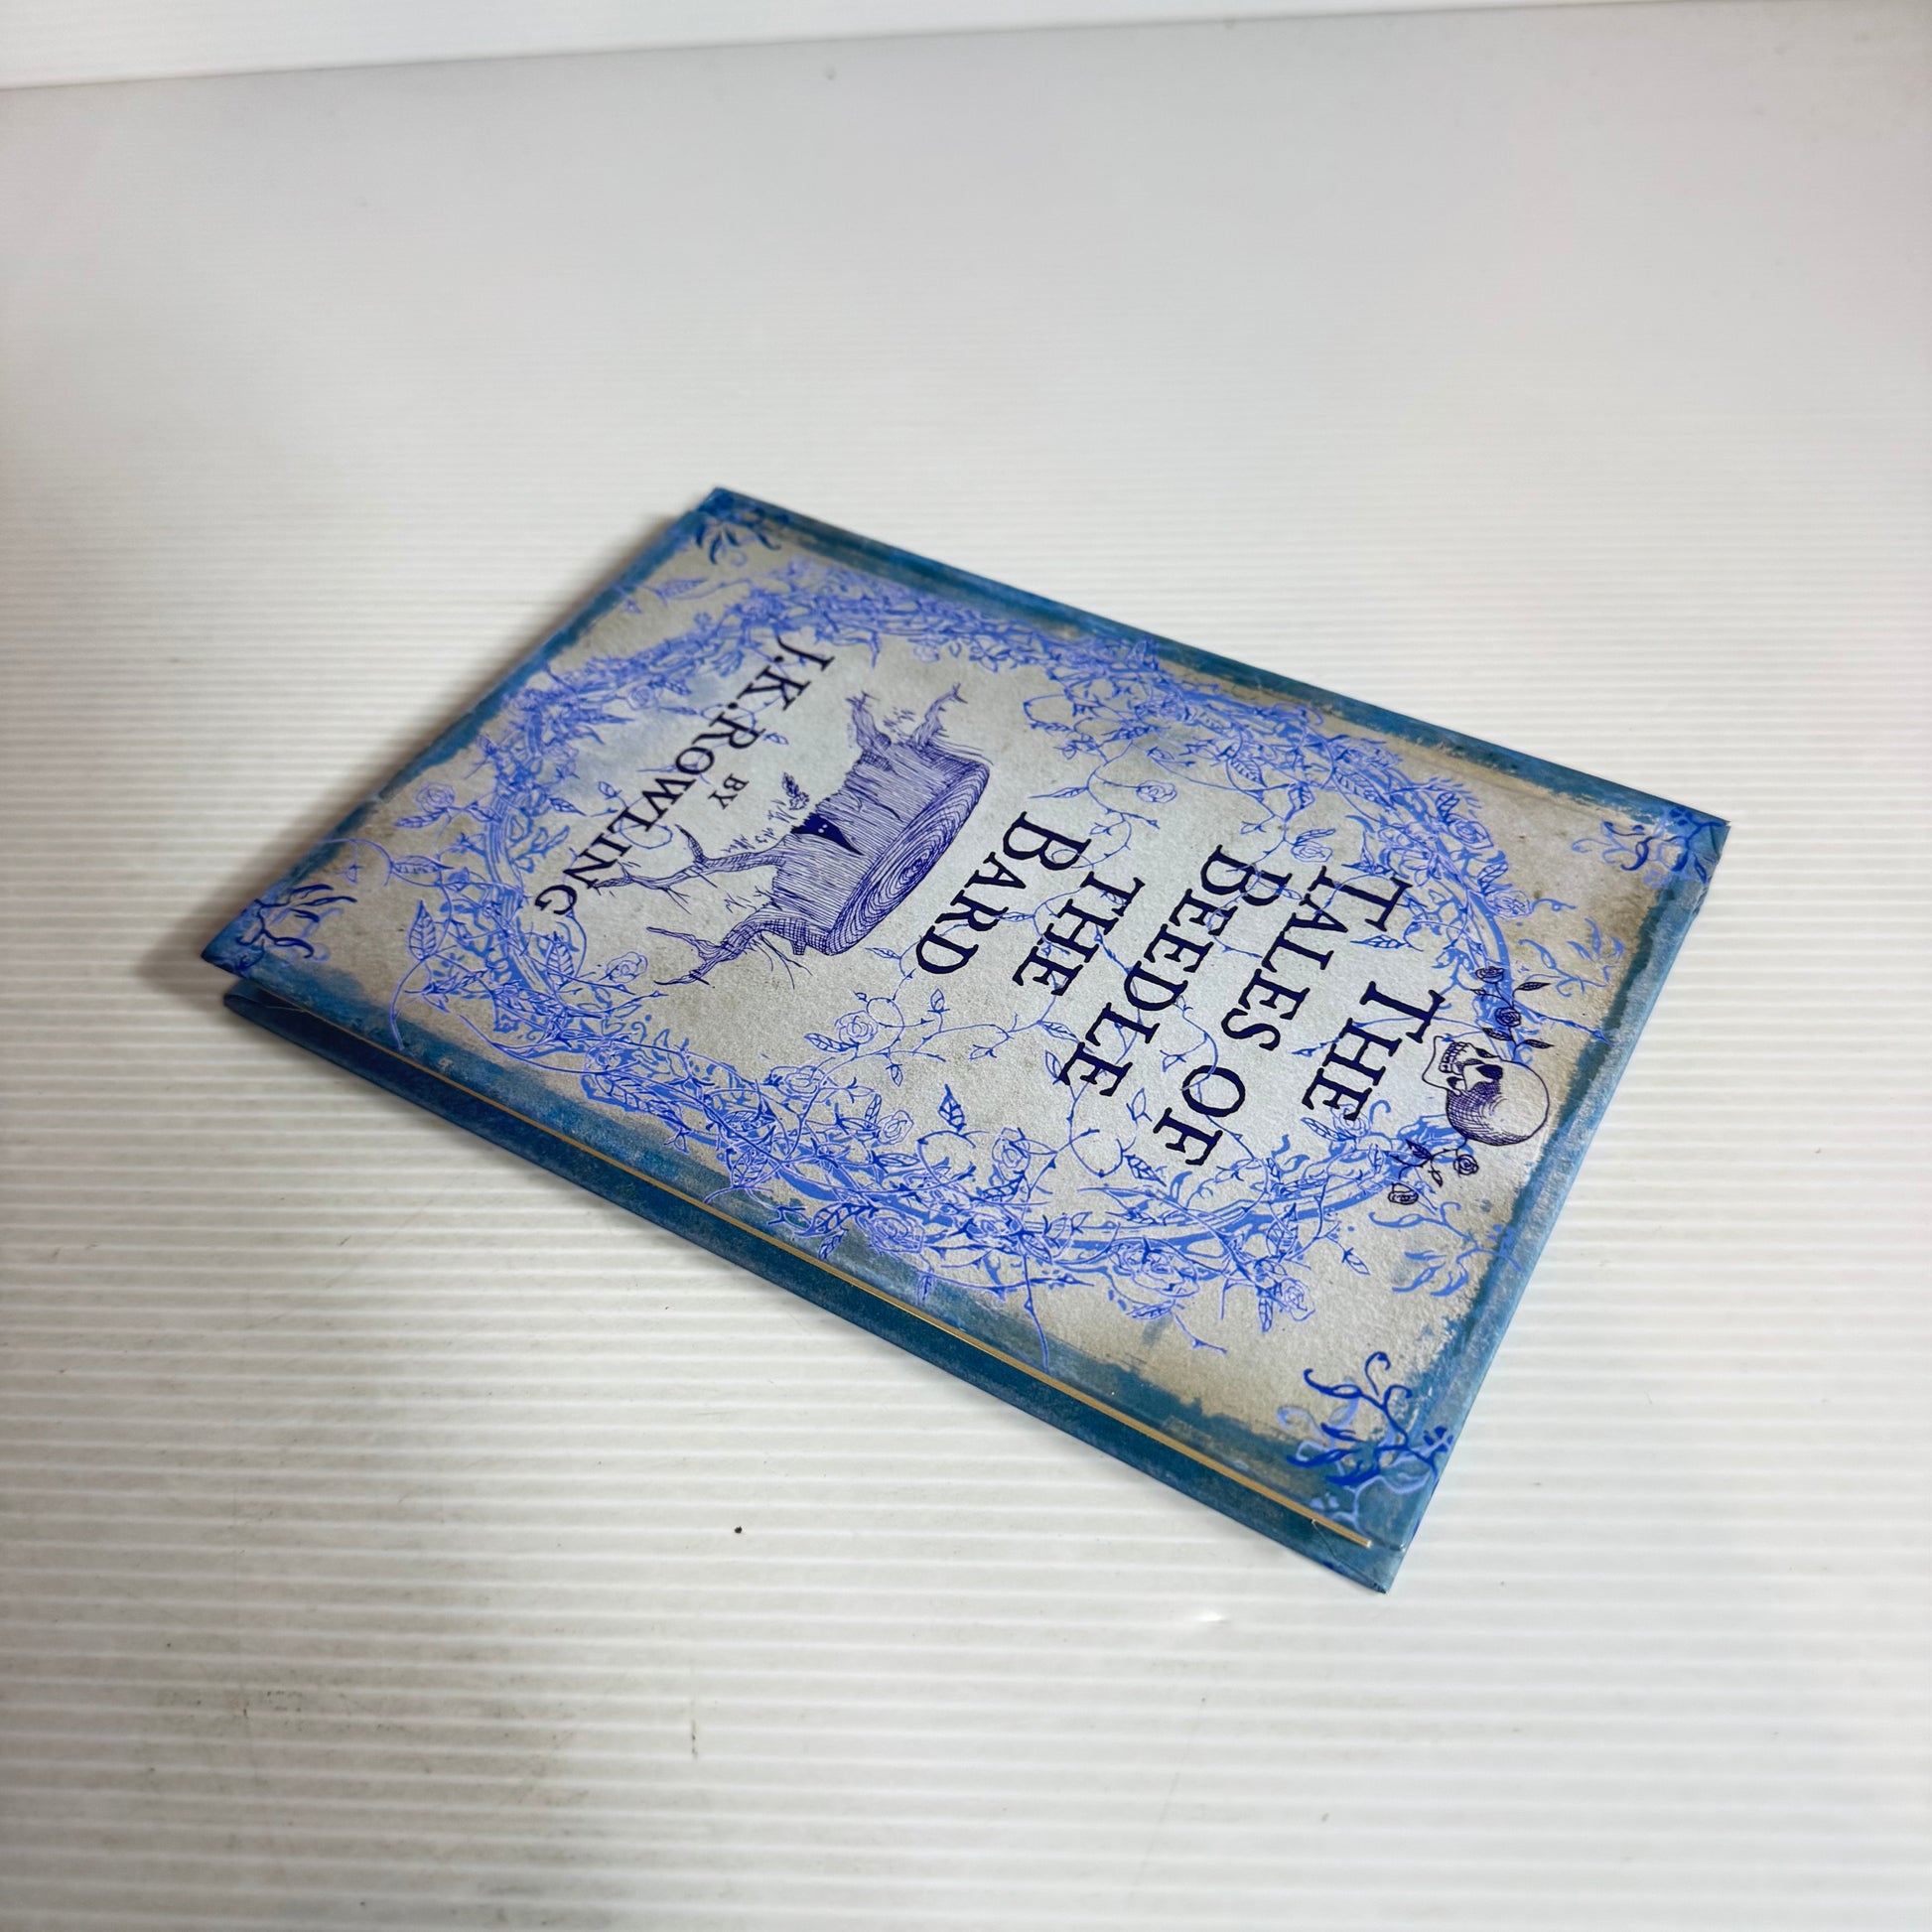 THE
TALES OF
BEEDLE
THE
BARD
BY
J.K.ROWLING